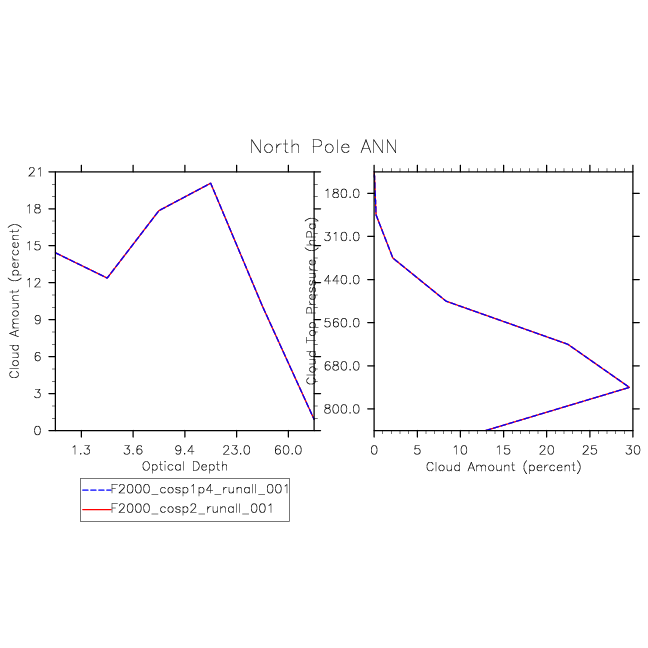 North Pole ANN
Cloud Amount (percent)
21
18
15
12
9
6
3
0
1.3 3.6 9.4 23.0 60.0
Optical Depth
Cloud Top Pressure (hPa)
180.0
310.0
440.0
560.0
680.0
800.0
0 5 10 15 20 25 30
Cloud Amount (percent)
F2000_cosp1p4_runall_001
F2000_cosp2_runall_001